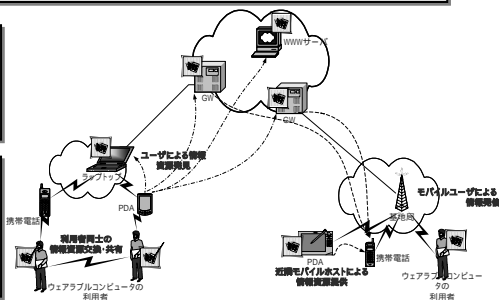 WWWサーバ
GW
GW
ユーザによる情報
資源発見
ラップトップ
モバイルユーザによる
情報発信
携帯電話
PDA
基地局
利用者同士の
情報資源交換・共有
PDA
携帯電話
近隣モバイルホストによる
情報資源提供
ウェアラブルコンピュータの
利用者
ウェアラブルコンピュー
タの
利用者